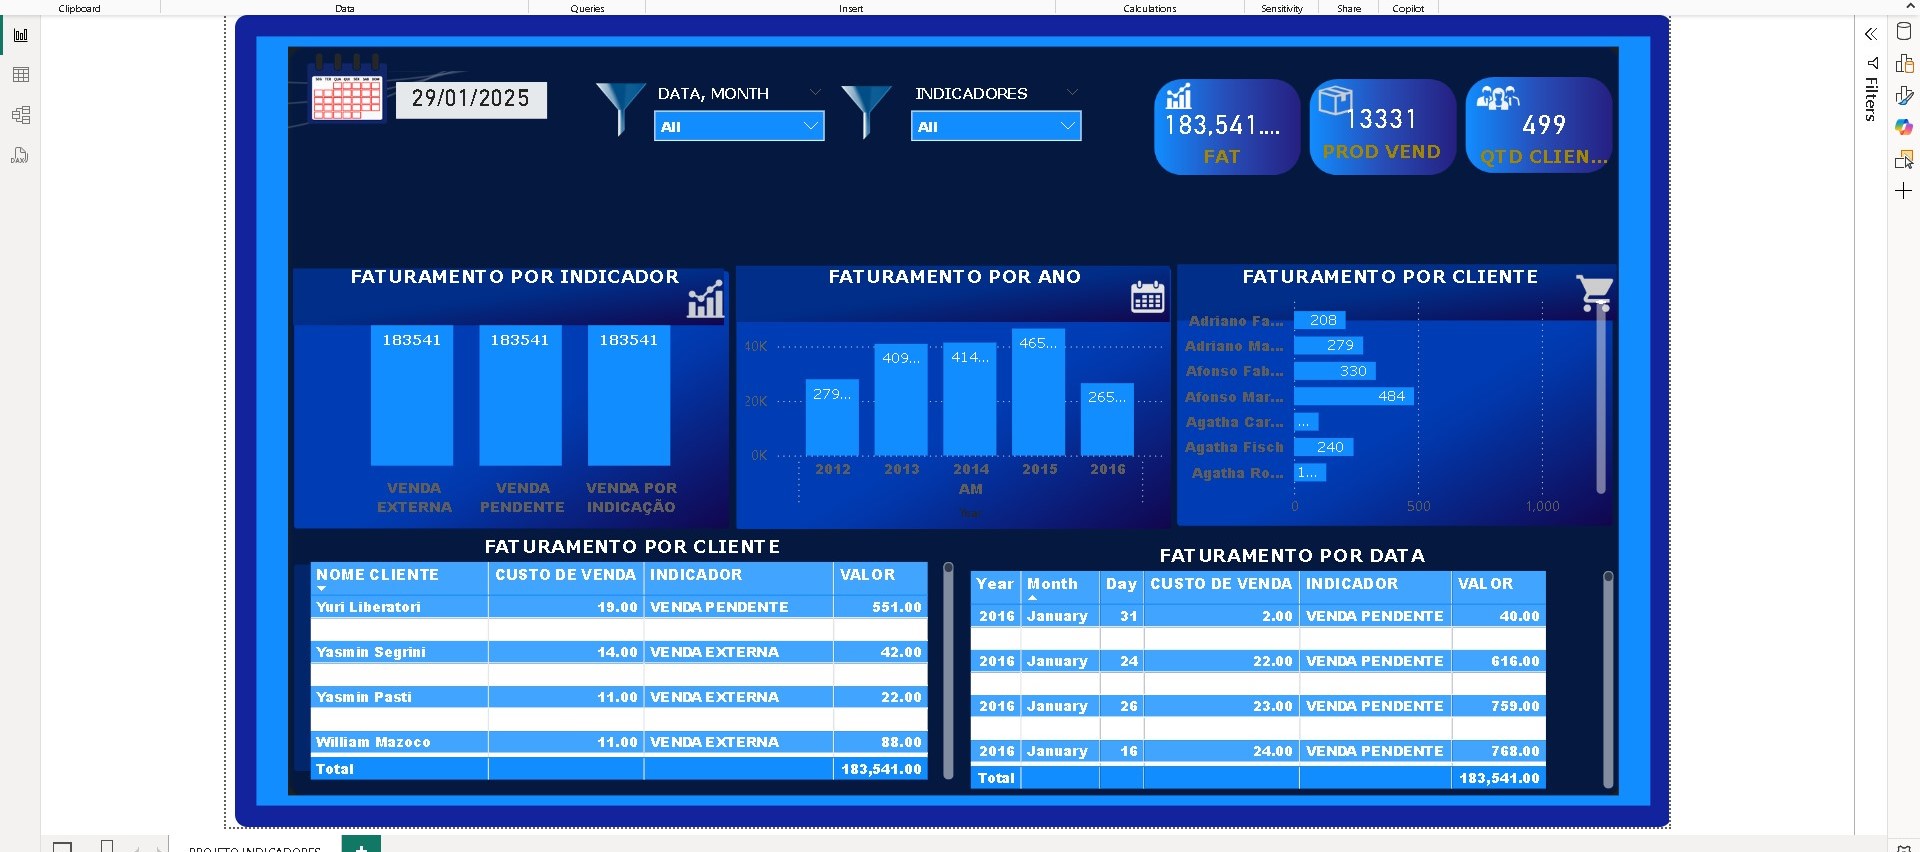 Clipboard
Data
Queries
Insert
Calculations
Sensitivity
Share
Copilot
Filters
29/01/2025
DATA, MONTH
All
INDICADORES
All
183,541....
FAT
13331
PROD VEND
499
QTD CLIEN...
FATURAMENTO POR INDICADOR
183541
183541
183541
VENDA EXTERNA
VENDA PENDENTE
VENDA POR INDICAÇÃO
FATURAMENTO POR ANO
40K
20K
0K
279...
409...
414...
465...
265...
2012
2013
2014
2015
2016
AM
FATURAMENTO POR CLIENTE
Adriano Fa... 208
Adriano Ma... 279
Afonso Fab... 330
Afonso Mar... 484
Agatha Car... ...
Agatha Fisch 240
Agatha Ro... 1...
0 500 1,000
FATURAMENTO POR CLIENTE
NOME CLIENTE CUSTO DE VENDA INDICADOR VALOR
Yuri Liberatori 19.00 VENDA PENDENTE 551.00
Yasmin Segrini 14.00 VENDA EXTERNA 42.00
Yasmin Pasti 11.00 VENDA EXTERNA 22.00
William Mazoco 11.00 VENDA EXTERNA 88.00
Total 183,541.00
FATURAMENTO POR DATA
Year Month Day CUSTO DE VENDA INDICADOR VALOR
2016 January 31 2.00 VENDA PENDENTE 40.00
2016 January 24 22.00 VENDA PENDENTE 616.00
2016 January 26 23.00 VENDA PENDENTE 759.00
2016 January 16 24.00 VENDA PENDENTE 768.00
Total 183,541.00
PROJETO INDICADORES